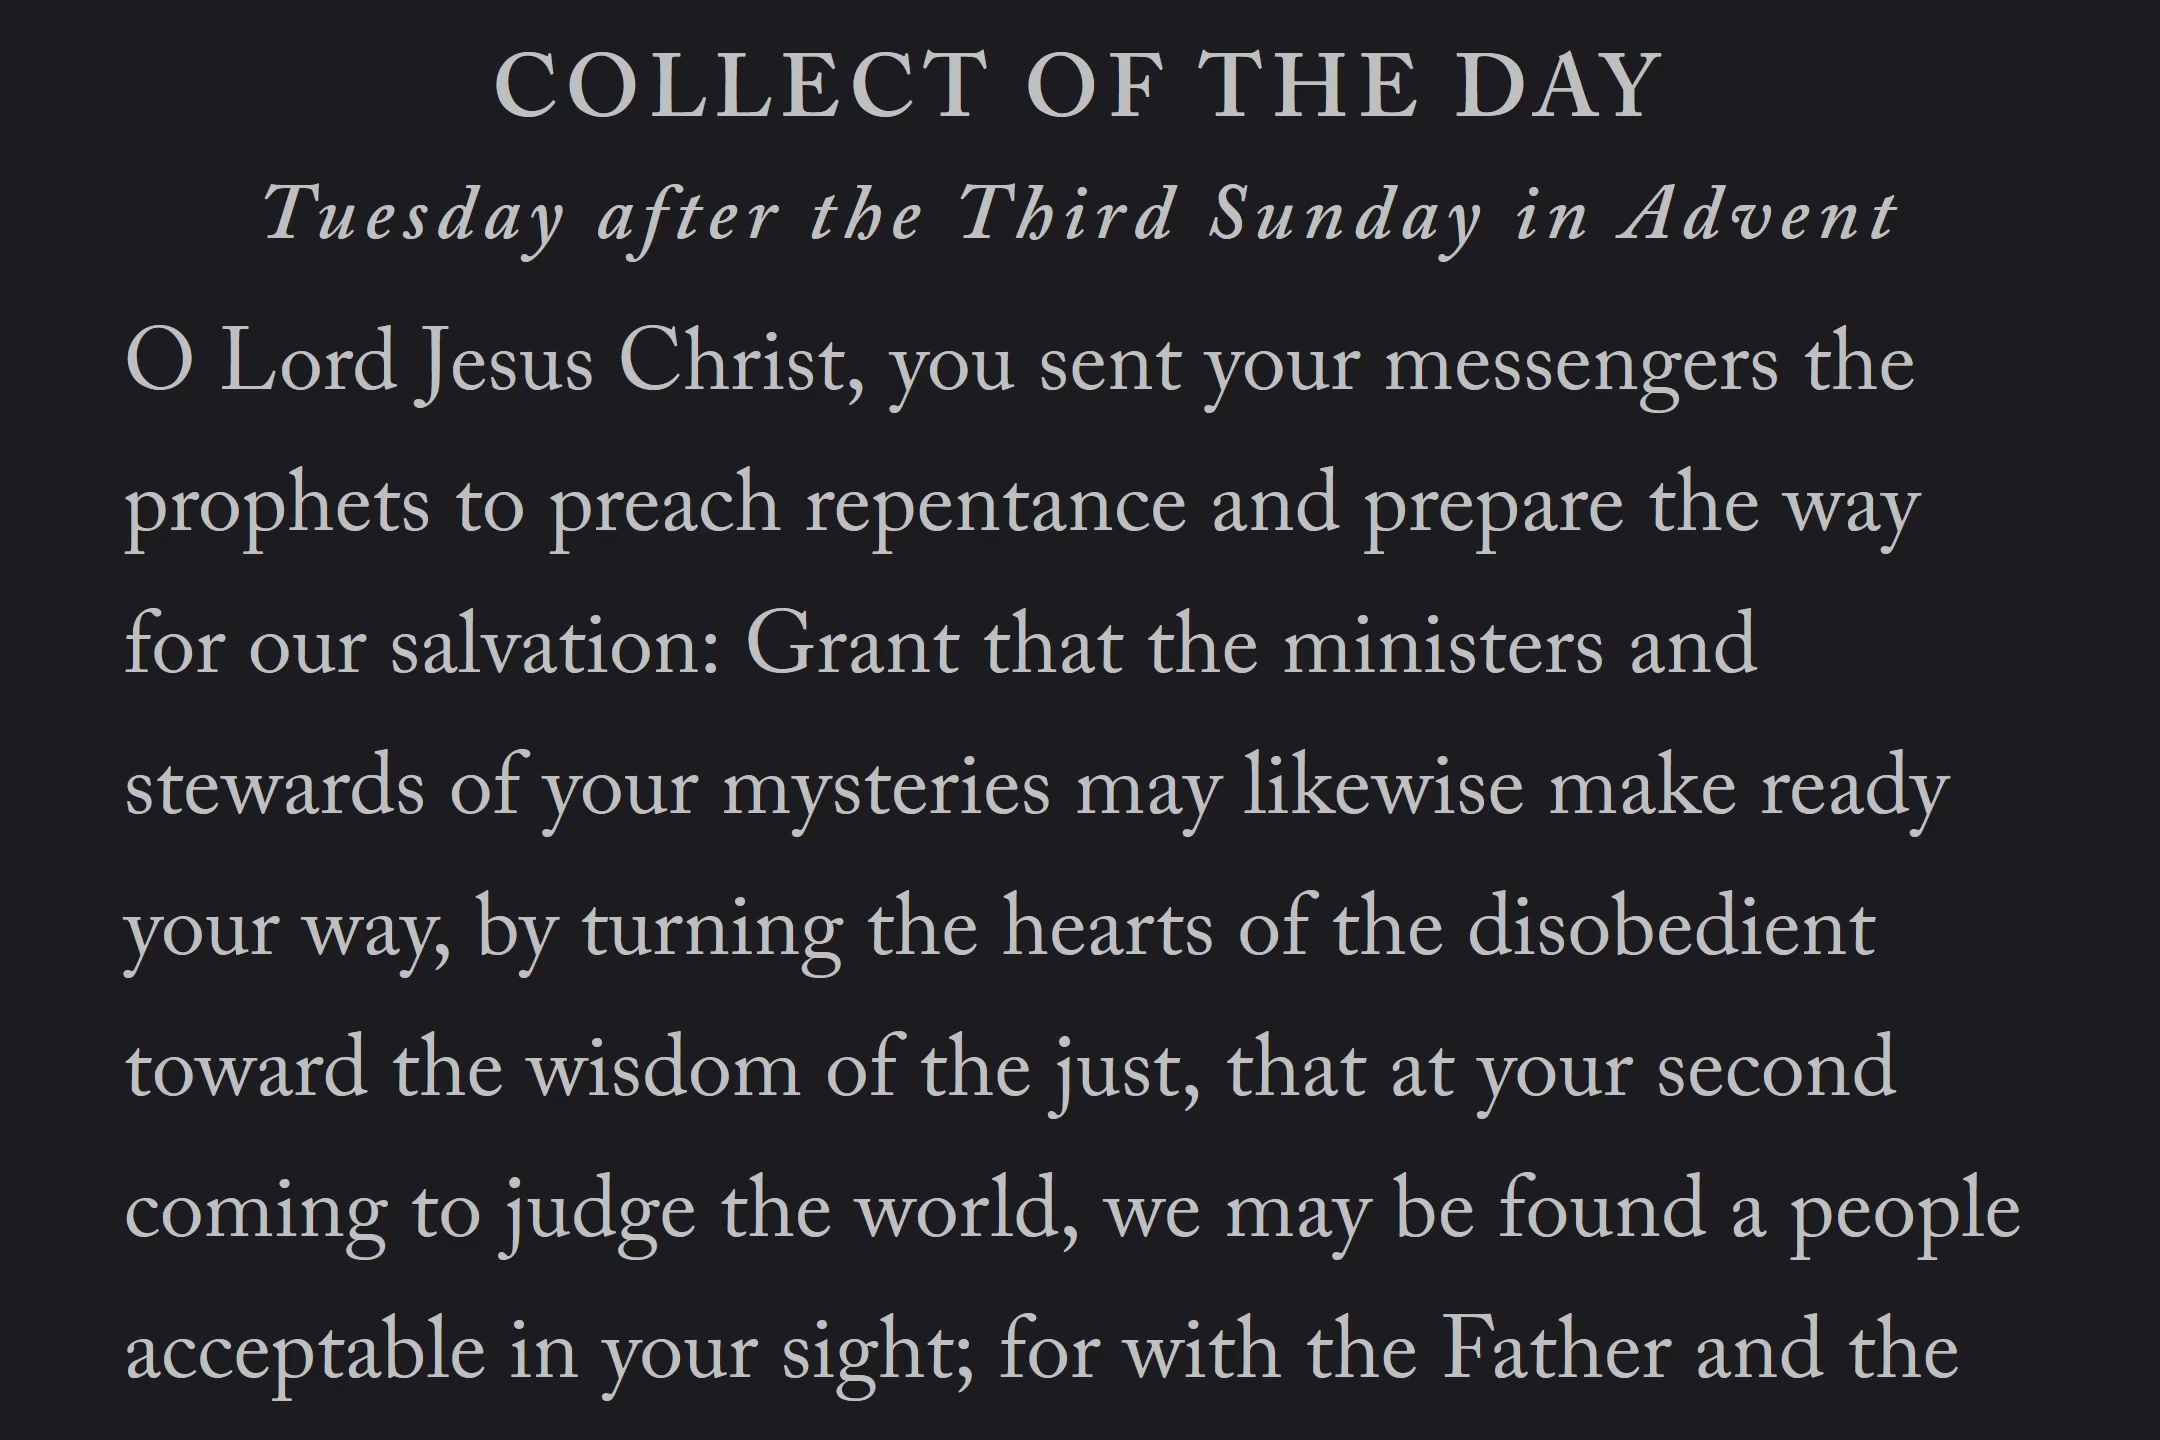 COLLECT OF THE DAY
Tuesday after the Third Sunday in Advent
O Lord Jesus Christ, you sent your messengers the
prophets to preach repentance and prepare the way
for our salvation: Grant that the ministers and
stewards of your mysteries may likewise make ready
your way, by turning the hearts of the disobedient
toward the wisdom of the just, that at your second
coming to judge the world, we may be found a people
acceptable in your sight; for with the Father and the